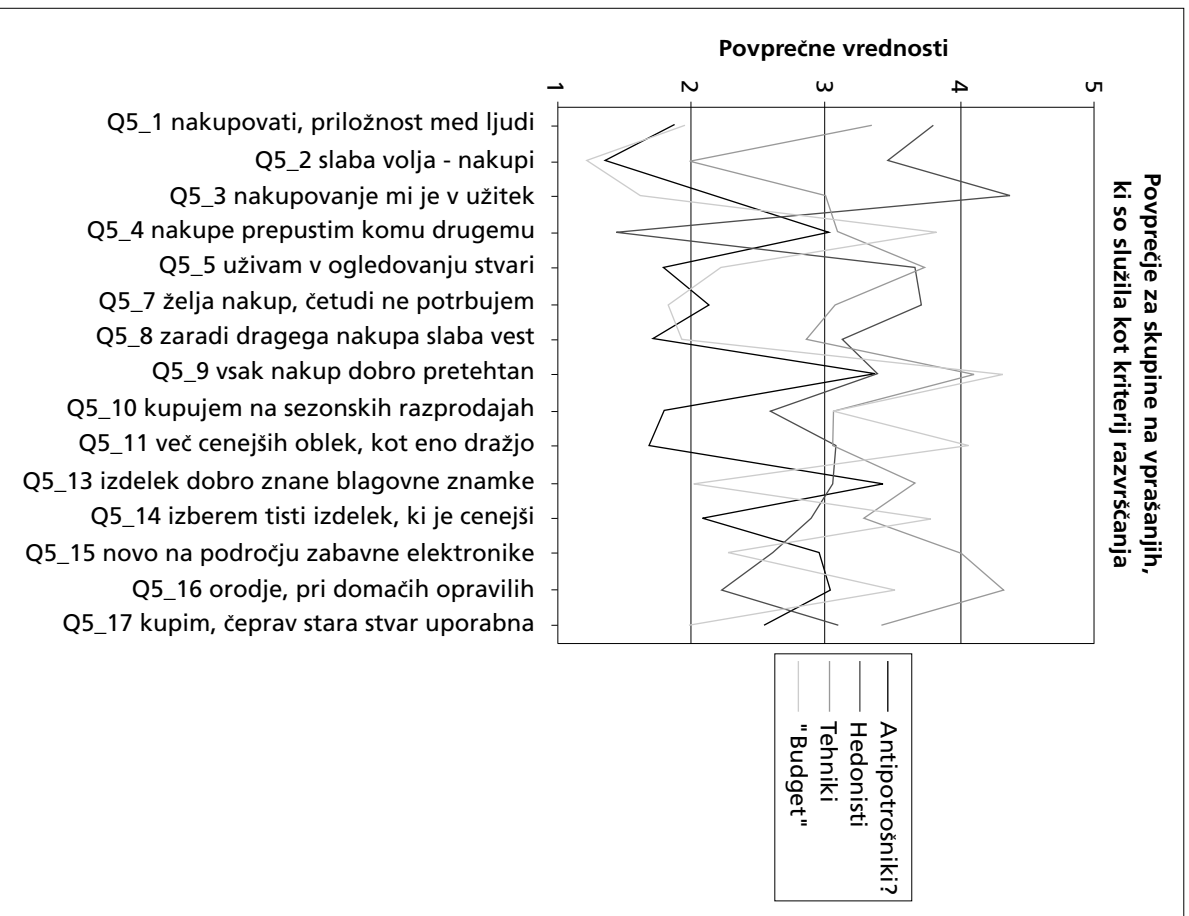 Povprečje za skupine na vprašanjih,
ki so služila kot kriterij razvrščanja
Povprečne vrednosti
1
2
3
4
5
Q5_1 nakupovati, priložnost med ljudi
Q5_2 slaba volja - nakupi
Q5_3 nakupovanje mi je v užitek
Q5_4 nakupe prepustim komu drugemu
Q5_5 uživam v ogledovanju stvari
Q5_7 želja nakup, četudi ne potrbujem
Q5_8 zaradi dragega nakupa slaba vest
Q5_9 vsak nakup dobro pretehtan
Q5_10 kupujem na sezonskih razprodajah
Q5_11 več cenejših oblek, kot eno dražjo
Q5_13 izdelek dobro znane blagovne znamke
Q5_14 izberem tisti izdelek, ki je cenejši
Q5_15 novo na področju zabavne elektronike
Q5_16 orodje, pri domačih opravilih
Q5_17 kupim, čeprav stara stvar uporabna
Antipotrošniki?
Hedonisti
Tehniki
"Budget"